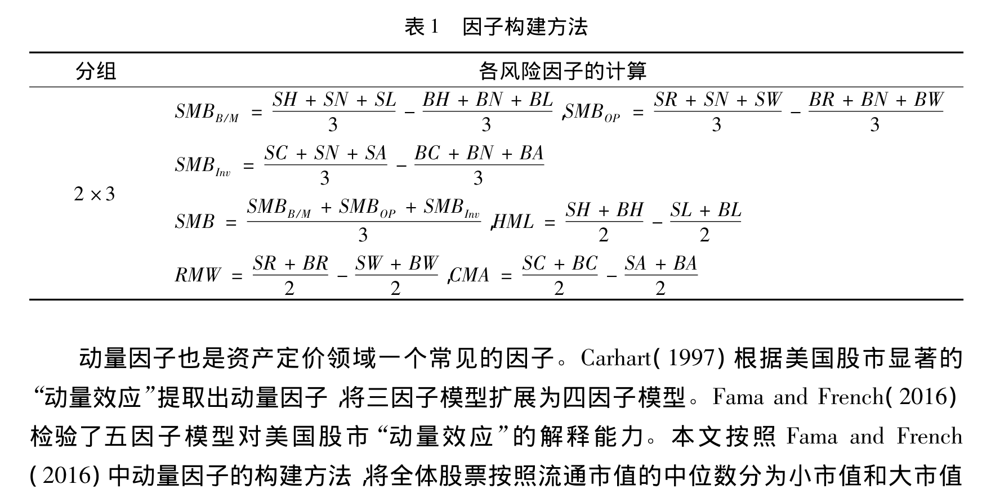 表 1 因子构建方法
分组 各风险因子的计算
2 × 3
SMB_{B/M} = \frac{SH + SN + SL}{3} - \frac{BH + BN + BL}{3}, SMB_{OP} = \frac{SR + SN + SW}{3} - \frac{BR + BN + BW}{3}
SMB_{Inv} = \frac{SC + SN + SA}{3} - \frac{BC + BN + BA}{3}
SMB = \frac{SMB_{B/M} + SMB_{OP} + SMB_{Inv}}{3}, HML = \frac{SH + BH}{2} - \frac{SL + BL}{2}
RMW = \frac{SR + BR}{2} - \frac{SW + BW}{2}, CMA = \frac{SC + BC}{2} - \frac{SA + BA}{2}
动量因子也是资产定价领域一个常见的因子。Carhart(1997)根据美国股市显著的
“动量效应”提取出动量因子,将三因子模型扩展为四因子模型。Fama and French(2016)
检验了五因子模型对美国股市“动量效应”的解释能力。本文按照 Fama and French
(2016)中动量因子的构建方法,将全体股票按照流通市值的中位数分为小市值和大市值